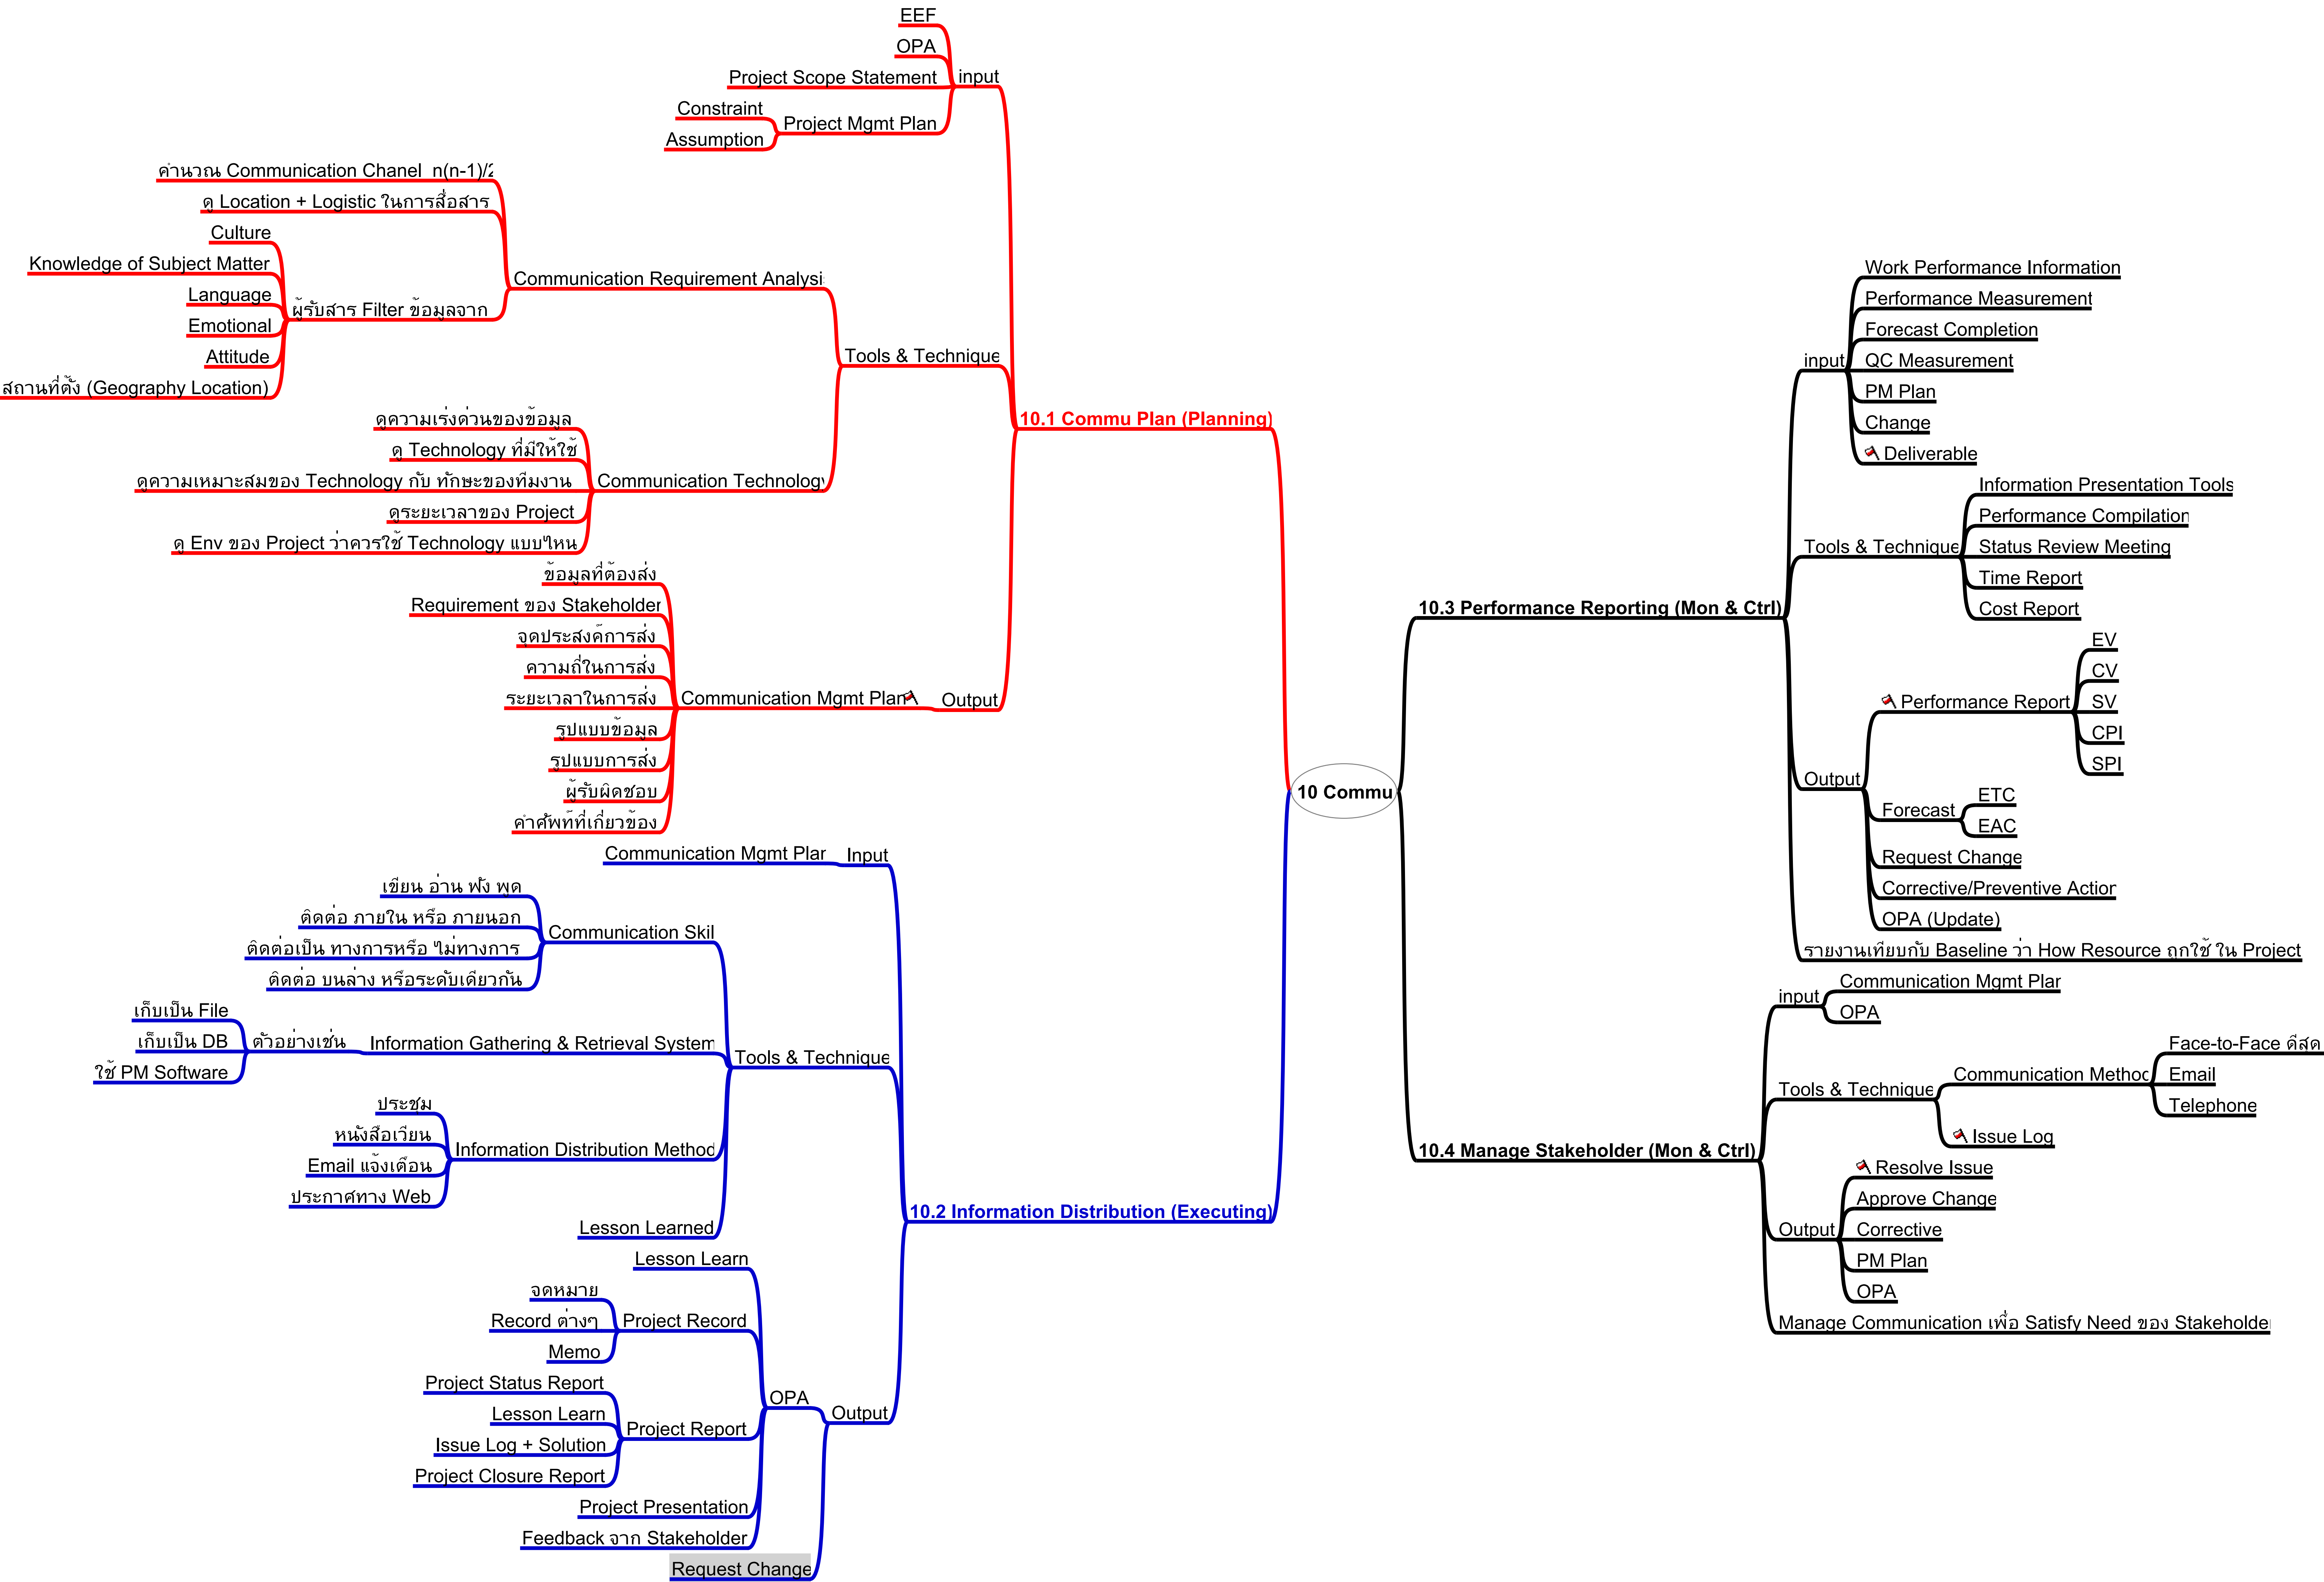 EEF
OPA
Project Scope Statement
input
Constraint
Assumption
Project Mgmt Plan
คำนวณ Communication Chanel n(n-1)/2
ดู Location + Logistic ในการสื่อสาร
Culture
Knowledge of Subject Matter
Language
Emotional
Attitude
สถานที่ตั้ง (Geography Location)
ผู้รับสาร Filter ข้อมูลจาก
Communication Requirement Analysi
Tools & Technique
10.1 Commu Plan (Planning)
ดูความเร่งด่วนของข้อมูล
ดู Technology ที่มีให้ใช้
ดูความเหมาะสมของ Technology กับ ทักษะของทีมงาน
ดูระยะเวลาของ Project
ดู Env ของ Project ว่าควรใช้ Technology แบบไหน
Communication Technology
ข้อมูลที่ต้องส่ง
Requirement ของ Stakeholder
จุดประสงค์การส่ง
ความถี่ในการส่ง
ระยะเวลาในการส่ง
รูปแบบข้อมูล
รูปแบบการส่ง
ผู้รับผิดชอบ
คำศัพท์ที่เกี่ยวข้อง
Communication Mgmt Plan
Output
10 Commu
Communication Mgmt Plan
Input
เขียน อ่าน ฟัง พูด
ติดต่อ ภายใน หรือ ภายนอก
ติดต่อเป็น ทางการหรือ ไม่ทางการ
ติดต่อ บนล่าง หรือระดับเดียวกัน
Communication Skil
เก็บเป็น File
เก็บเป็น DB
ใช้ PM Software
ตัวอย่างเช่น
Information Gathering & Retrieval System
Tools & Technique
ประชุม
หนังสือเวียน
Email แจ้งเตือน
ประกาศทาง Web
Information Distribution Method
Lesson Learned
10.2 Information Distribution (Executing)
Lesson Learn
จดหมาย
Record ต่างๆ
Memo
Project Record
Project Status Report
Lesson Learn
Issue Log + Solution
Project Closure Report
Project Report
OPA
Output
Project Presentation
Feedback จาก Stakeholder
Request Change
10.3 Performance Reporting (Mon & Ctrl)
input
Work Performance Information
Performance Measurement
Forecast Completion
QC Measurement
PM Plan
Change
Deliverable
Tools & Technique
Information Presentation Tools
Performance Compilation
Status Review Meeting
Time Report
Cost Report
Output
Performance Report
EV
CV
SV
CPI
SPI
Forecast
ETC
EAC
Request Change
Corrective/Preventive Action
OPA (Update)
รายงานเทียบกับ Baseline ว่า How Resource ถูกใช้ ใน Project
10.4 Manage Stakeholder (Mon & Ctrl)
input
Communication Mgmt Plan
OPA
Tools & Technique
Communication Method
Face-to-Face ดีสุด
Email
Telephone
Issue Log
Output
Resolve Issue
Approve Change
Corrective
PM Plan
OPA
Manage Communication เพื่อ Satisfy Need ของ Stakeholder